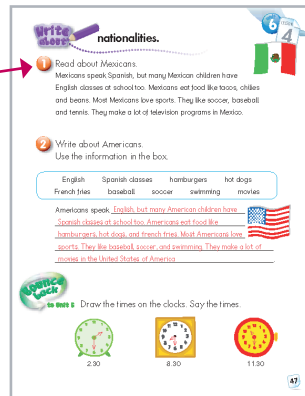 Write
about
nationalities.
6
LESSON
4
1 Read about Mexicans.
Mexicans speak Spanish, but many Mexican children have
English classes at school too. Mexicans eat food like tacos, chilies
and beans. Most Mexicans love sports. They like soccer, baseball
and tennis. They make a lot of television programs in Mexico.
2 Write about Americans.
Use the information in the box.
English Spanish classes hamburgers hot dogs
French fries baseball soccer swimming movies
Americans speak English, but many American children have
Spanish classes at school too. Americans eat food like
hamburgers, hot dogs, and french fries. Most Americans love
sports. They like baseball, soccer, and swimming. They make a lot of
movies in the United States of America
Bounce
back
to Unit 5 Draw the times on the clocks. Say the times.
2.30 8.30 11.30
47